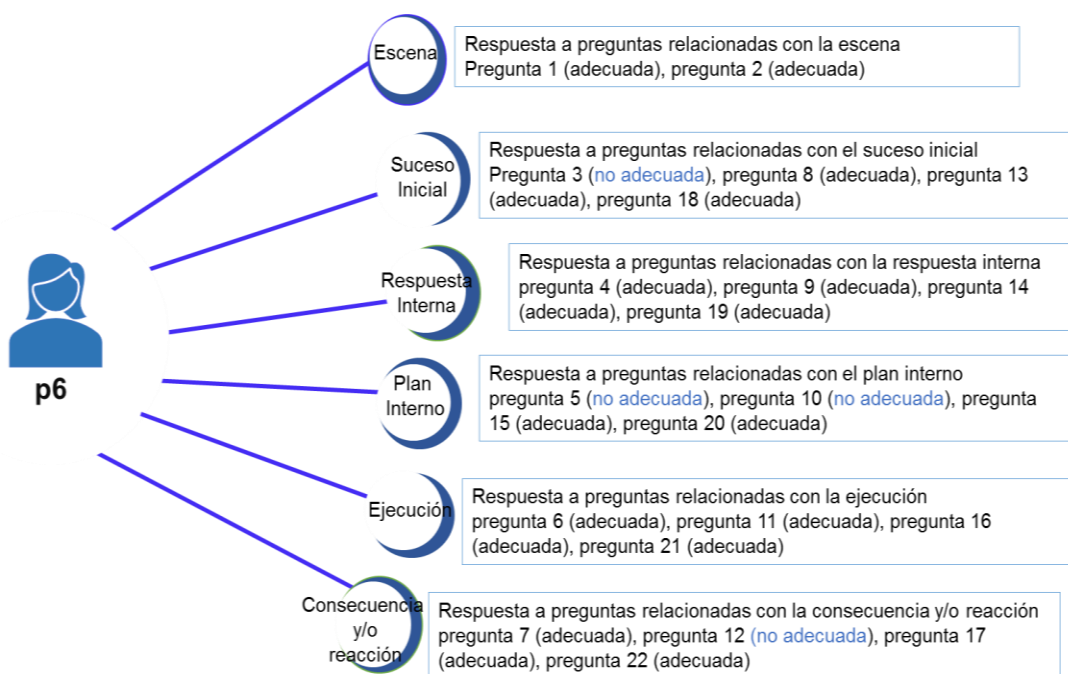 Escena
Respuesta a preguntas relacionadas con la escena
Pregunta 1 (adecuada), pregunta 2 (adecuada)
Suceso
Inicial
Respuesta a preguntas relacionadas con el suceso inicial
Pregunta 3 (no adecuada), pregunta 8 (adecuada), pregunta 13
(adecuada), pregunta 18 (adecuada)
Respuesta
Interna
Respuesta a preguntas relacionadas con la respuesta interna
pregunta 4 (adecuada), pregunta 9 (adecuada), pregunta 14
(adecuada), pregunta 19 (adecuada)
p6
Plan
Interno
Respuesta a preguntas relacionadas con el plan interno
pregunta 5 (no adecuada), pregunta 10 (no adecuada), pregunta
15 (adecuada), pregunta 20 (adecuada)
Ejecución
Respuesta a preguntas relacionadas con la ejecución
pregunta 6 (adecuada), pregunta 11 (adecuada), pregunta 16
(adecuada), pregunta 21 (adecuada)
Consecuencia
y/o
reacción
Respuesta a preguntas relacionadas con la consecuencia y/o reacción
pregunta 7 (adecuada), pregunta 12 (no adecuada), pregunta 17
(adecuada), pregunta 22 (adecuada)